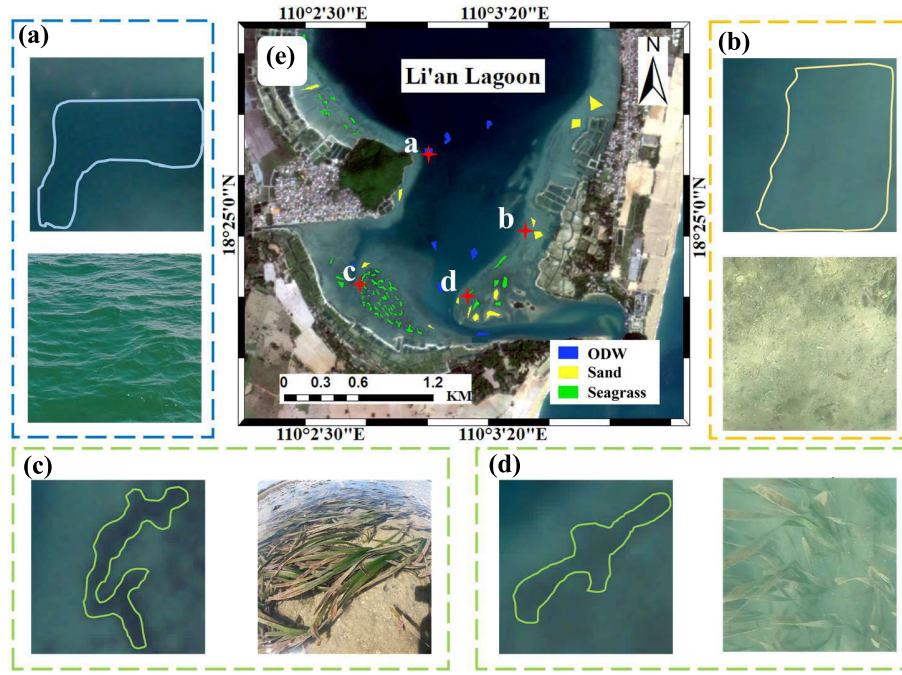 (a)
(b)
110°2'30"E
110°3'20"E
(e)
Li'an Lagoon
N
a
b
c
d
18°25'0"N
18°25'0"N
ODW
Sand
Seagrass
0 0.3 0.6 1.2
KM
110°2'30"E
110°3'20"E
(c)
(d)